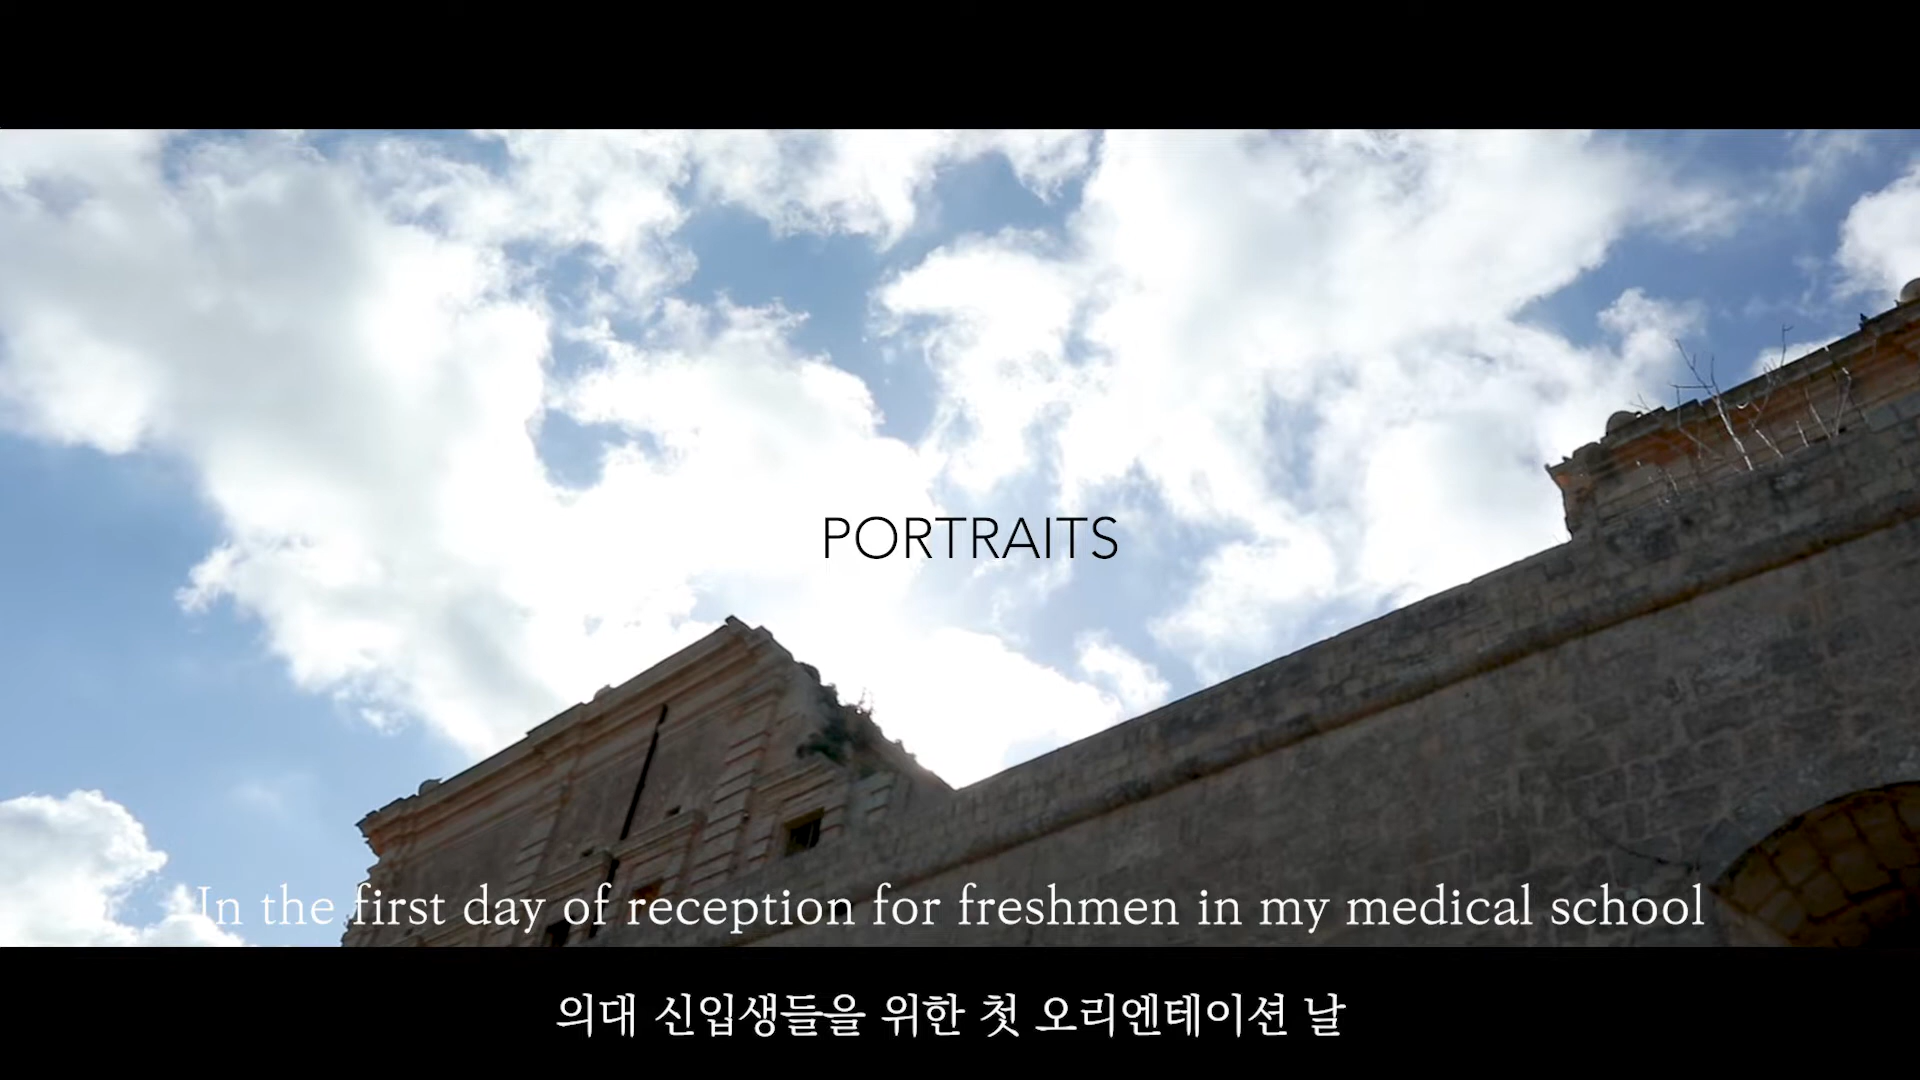 PORTRAITS
In the first day of reception for freshmen in my medical school
의대 신입생들을 위한 첫 오리엔테이션 날